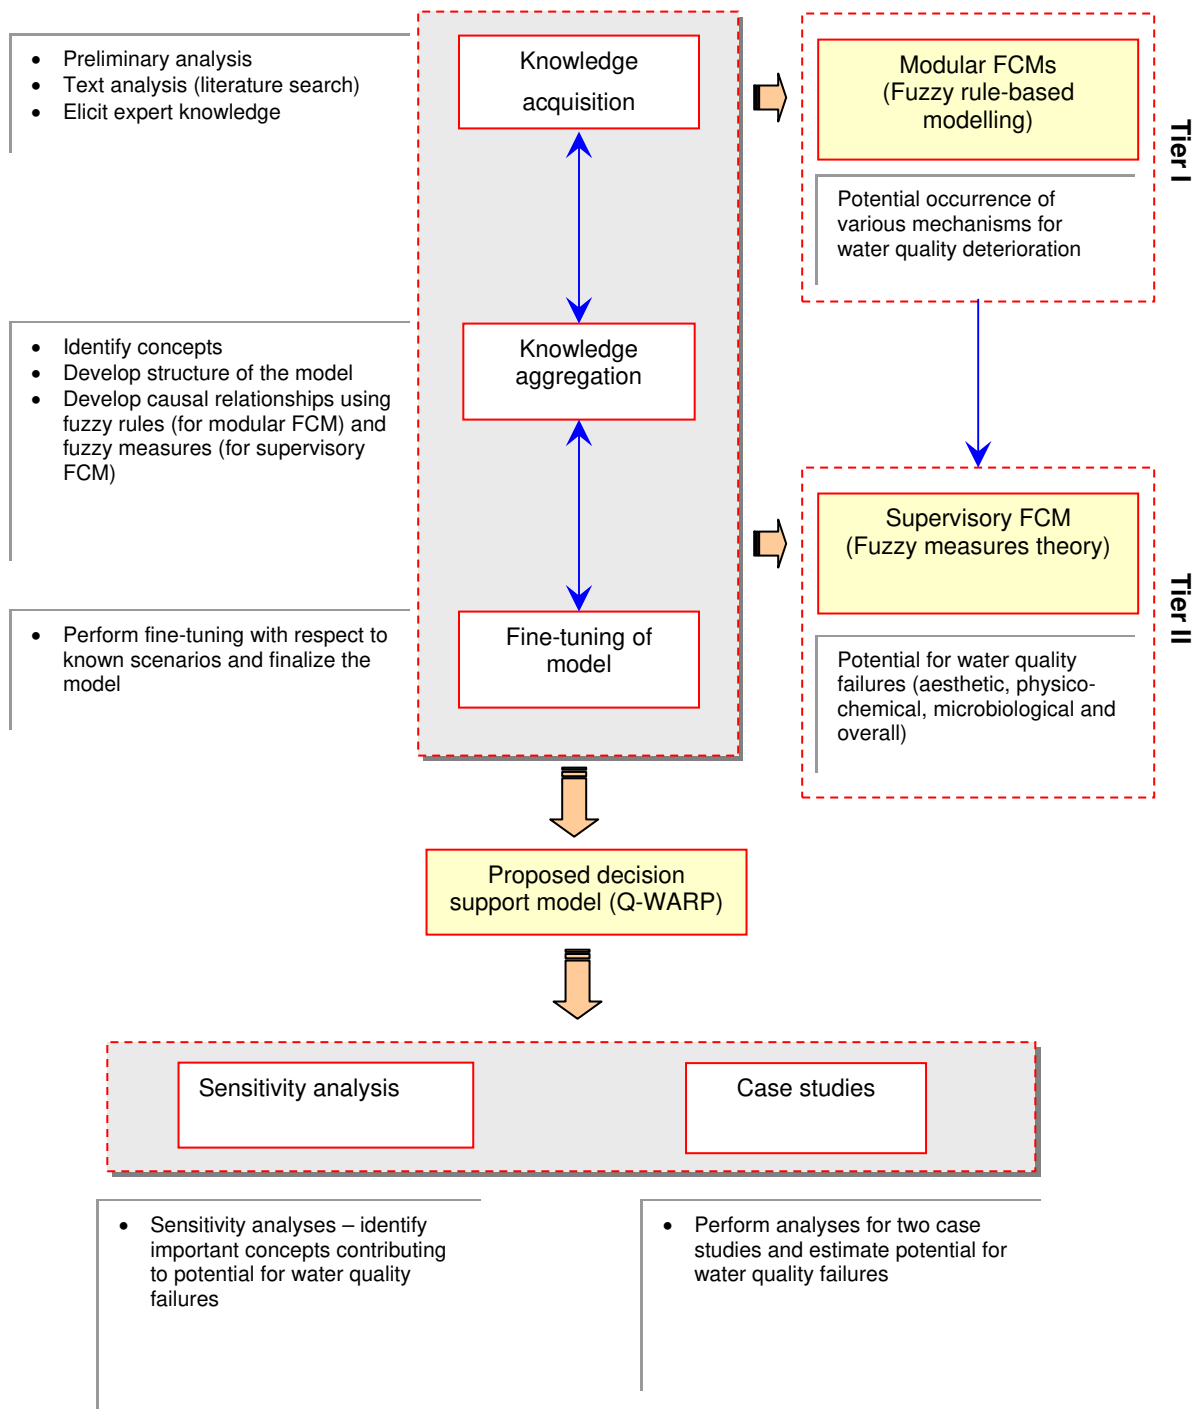 • Preliminary analysis
• Text analysis (literature search)
• Elicit expert knowledge
Knowledge
acquisition
Modular FCMs
(Fuzzy rule-based
modelling)
Tier I
Potential occurrence of
various mechanisms for
water quality deterioration
• Identify concepts
• Develop structure of the model
• Develop causal relationships using
fuzzy rules (for modular FCM) and
fuzzy measures (for supervisory
FCM)
Knowledge
aggregation
Supervisory FCM
(Fuzzy measures theory)
Tier II
• Perform fine-tuning with respect to
known scenarios and finalize the
model
Fine-tuning of
model
Potential for water quality
failures (aesthetic, physico-
chemical, microbiological and
overall)
Proposed decision
support model (Q-WARP)
Sensitivity analysis
Case studies
• Sensitivity analyses – identify
important concepts contributing
to potential for water quality
failures
• Perform analyses for two case
studies and estimate potential for
water quality failures